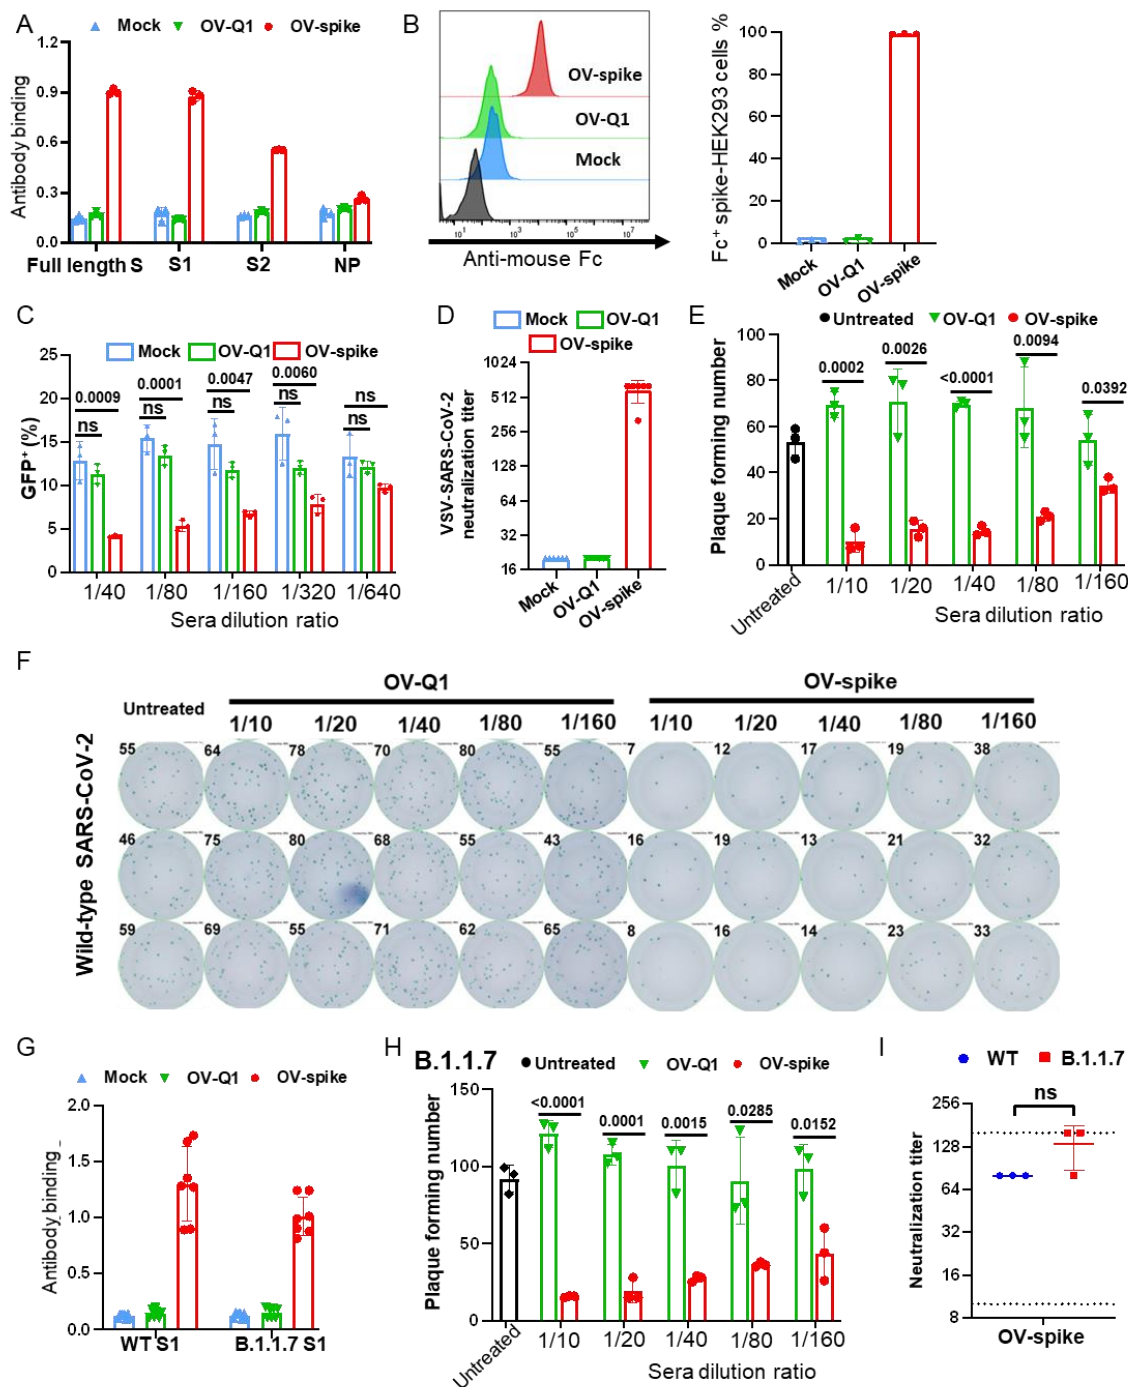 A
Mock OV-Q1 OV-spike
Antibody binding
1.2
0.9
0.6
0.3
0.0
Full length S S1 S2 NP
B
OV-spike
OV-Q1
Mock
10¹ 10³ 10⁵ 10⁷
Anti-mouse Fc
Fc⁺ spike-HEK293 cells %
100
80
60
40
20
0
Mock OV-Q1 OV-spike
C
Mock OV-Q1 OV-spike
GFP⁺ (%)
25
20
15
10
5
0
0.0009 0.0001 0.0047 0.0060 ns
ns ns ns ns ns
1/40 1/80 1/160 1/320 1/640
Sera dilution ratio
D
Mock OV-Q1
OV-spike
VSV-SARS-CoV-2
neutralization titer
1024
512
256
128
64
32
16
Mock OV-Q1 OV-spike
E
Untreated OV-Q1 OV-spike
Plaque forming number
100
80
60
40
20
0
0.0002 0.0026 <0.0001 0.0094 0.0392
Untreated 1/10 1/20 1/40 1/80 1/160
Sera dilution ratio
F
OV-Q1 OV-spike
Untreated 1/10 1/20 1/40 1/80 1/160 1/10 1/20 1/40 1/80 1/160
Wild-type SARS-CoV-2
55 64 78 70 80 55 7 12 17 19 38
46 75 80 68 55 43 16 19 13 21 32
59 69 55 71 62 65 8 16 14 23 33
G
Mock OV-Q1 OV-spike
Antibody binding
2.0
1.5
1.0
0.5
0.0
WT S1 B.1.1.7 S1
H
B.1.1.7 Untreated OV-Q1 OV-spike
Plaque forming number
150
100
50
0
<0.0001 0.0001 0.0015 0.0285 0.0152
Untreated 1/10 1/20 1/40 1/80 1/160
Sera dilution ratio
I
WT B.1.1.7
ns
Neutralization titer
256
128
64
32
16
8
OV-spike